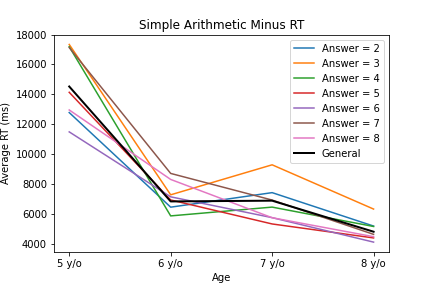 Simple Arithmetic Minus RT
18000
16000
14000
12000
10000
8000
6000
4000
Average RT (ms)
Answer = 2
Answer = 3
Answer = 4
Answer = 5
Answer = 6
Answer = 7
Answer = 8
General
5 y/o 6 y/o 7 y/o 8 y/o
Age